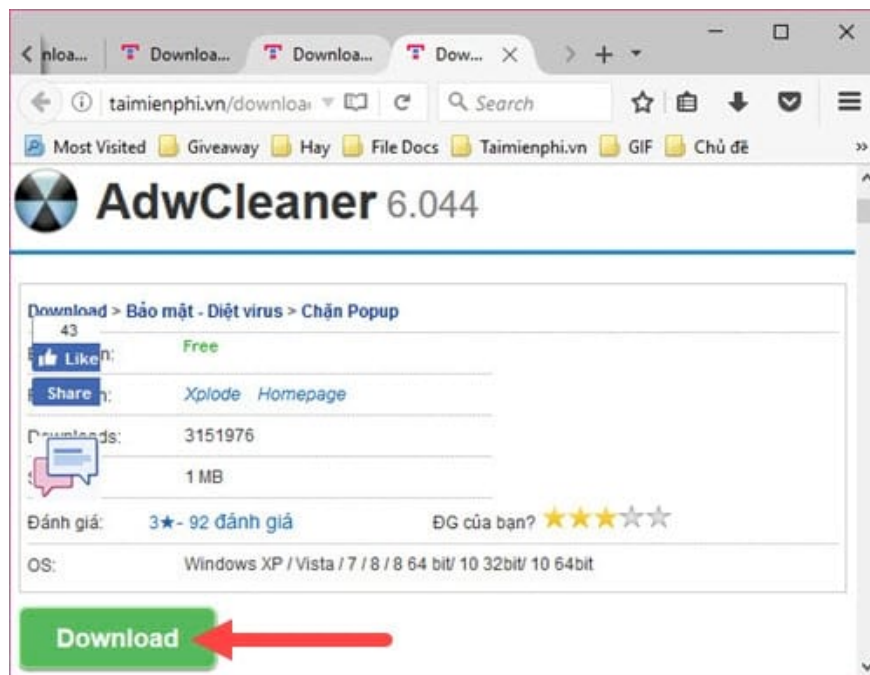 nloa... Downloa... Downloa... Dow...
taimienphi.vn/downloa Search
Most Visited Giveaway Hay File Docs Taimienphi.vn GIF Chủ đề »
AdwCleaner 6.044
Download > Bảo mật - Diệt virus > Chặn Popup
43
Like n: Free
Share n: Xplode Homepage
Downloads: 3151976
1 MB
Đánh giá: 3★- 92 đánh giá ĐG của bạn?
OS: Windows XP / Vista / 7 / 8 / 8 64 bit/ 10 32bit/ 10 64bit
Download